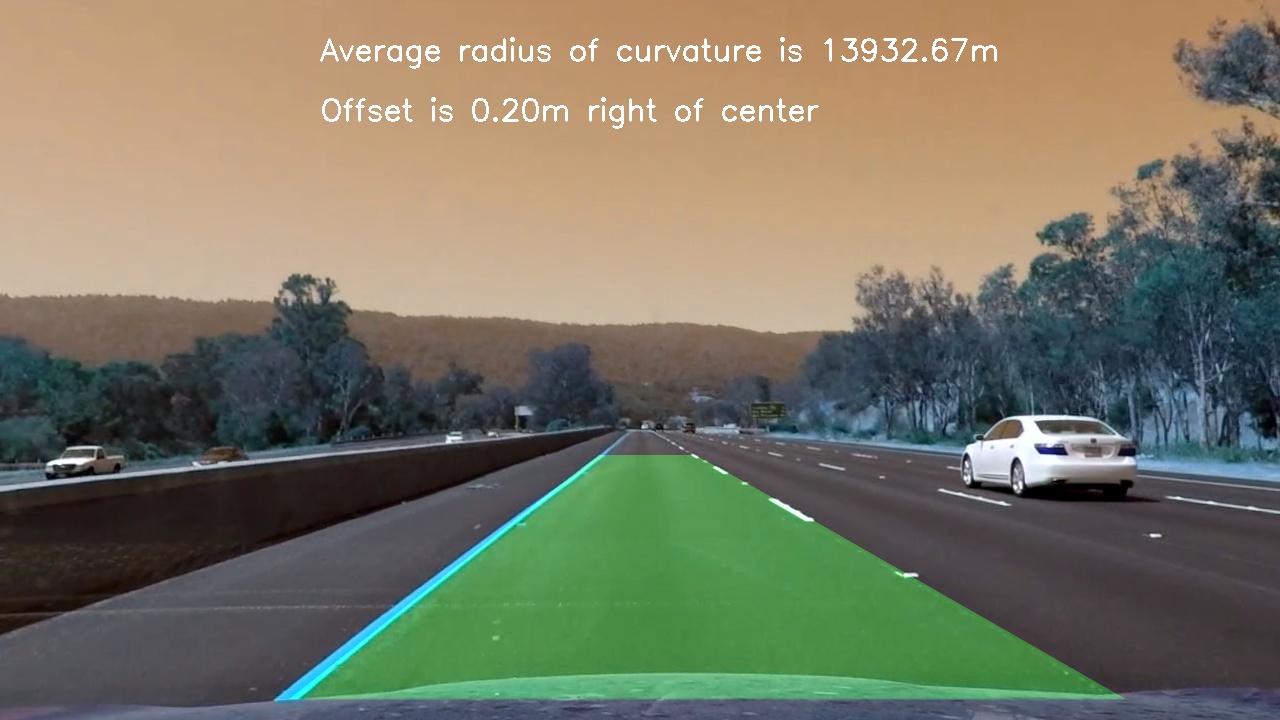 Average radius of curvature is 13932.67m
Offset is 0.20m right of center